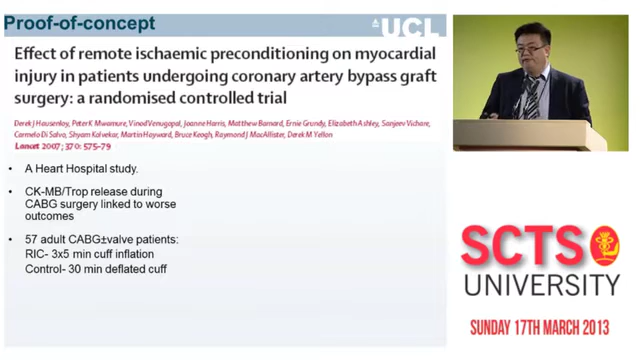 Proof-of-concept
UCL
Effect of remote ischaemic preconditioning on myocardial
injury in patients undergoing coronary artery bypass graft
surgery: a randomised controlled trial
Derek J Hausenloy, Peter K Mwamure, Vinod Venugopal, Joanne Harris, Matthew Barnard, Ernie Grundy, Elizabeth Ashley, Sanjeev Vichare,
Carmelo Di Salvo, Shyam Kolvekar, Martin Hayward, Bruce Keogh, Raymond J MacAllister, Derek M Yellon
Lancet 2007; 370: 575–79
• A Heart Hospital study.
• CK-MB/Trop release during
CABG surgery linked to worse
outcomes
• 57 adult CABG±valve patients:
RIC- 3x5 min cuff inflation
Control- 30 min deflated cuff
SCTS
UNIVERSITY
SUNDAY 17TH MARCH 2013